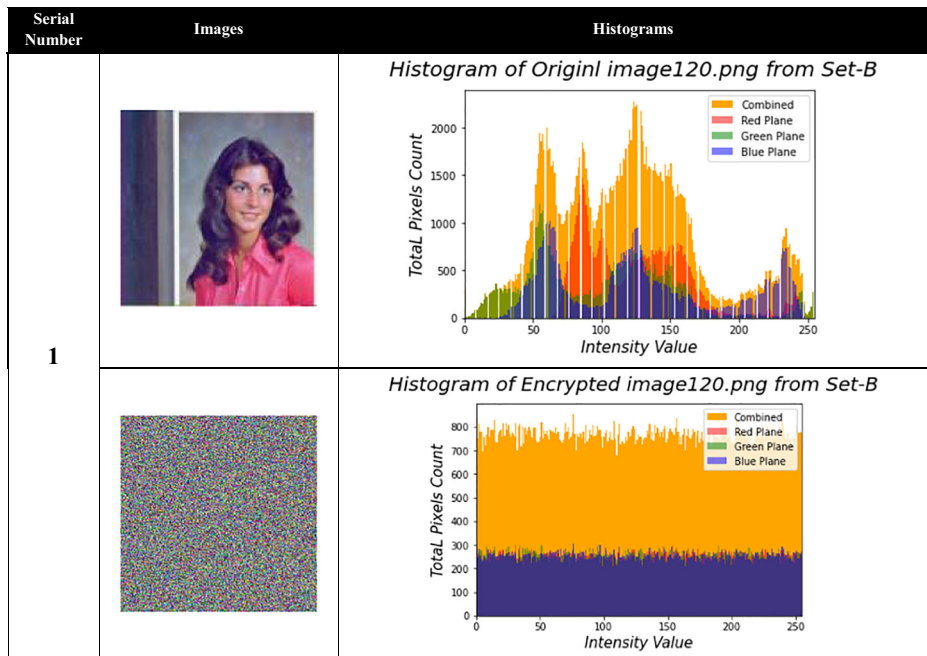 Serial
Number
Images
Histograms
1
Histogram of Originl image120.png from Set-B
Combined
Red Plane
Green Plane
Blue Plane
TotaL Pixels Count
2000
1500
1000
500
0
0 50 100 150 200 250
Intensity Value
Histogram of Encrypted image120.png from Set-B
Combined
Red Plane
Green Plane
Blue Plane
TotaL Pixels Count
800
700
600
500
400
300
200
100
0
0 50 100 150 200 250
Intensity Value